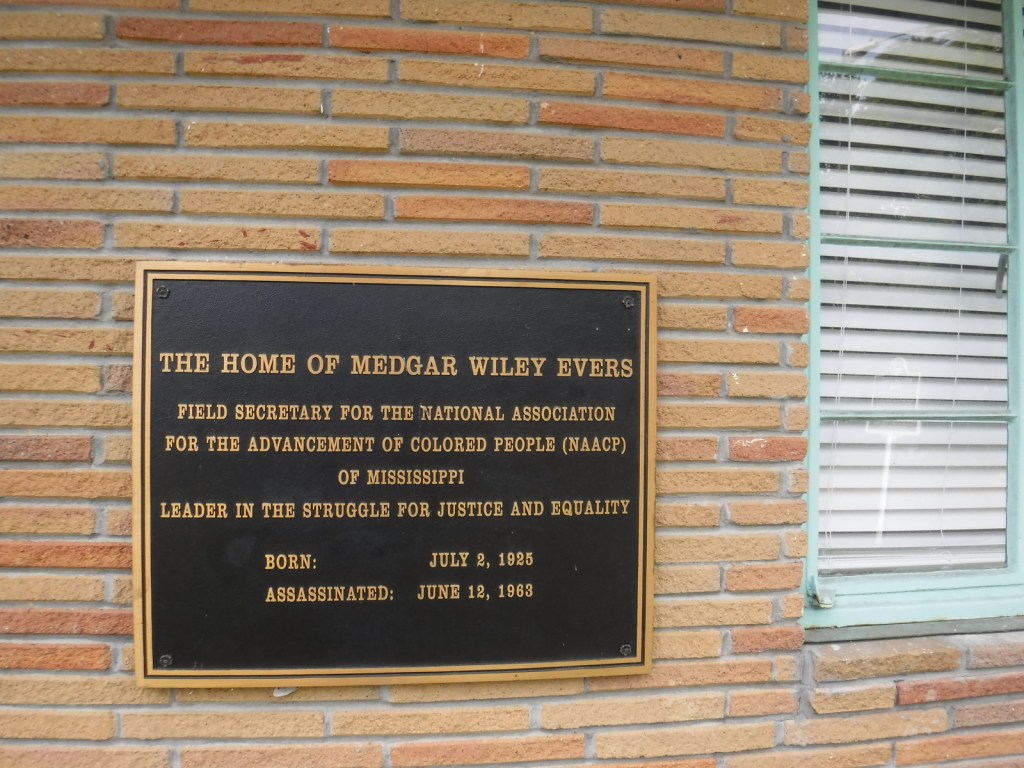 THE HOME OF MEDGAR WILEY EVERS
FIELD SECRETARY FOR THE NATIONAL ASSOCIATION
FOR THE ADVANCEMENT OF COLORED PEOPLE (NAACP)
OF MISSISSIPPI
LEADER IN THE STRUGGLE FOR JUSTICE AND EQUALITY
BORN: JULY 2, 1925
ASSASSINATED: JUNE 12, 1963